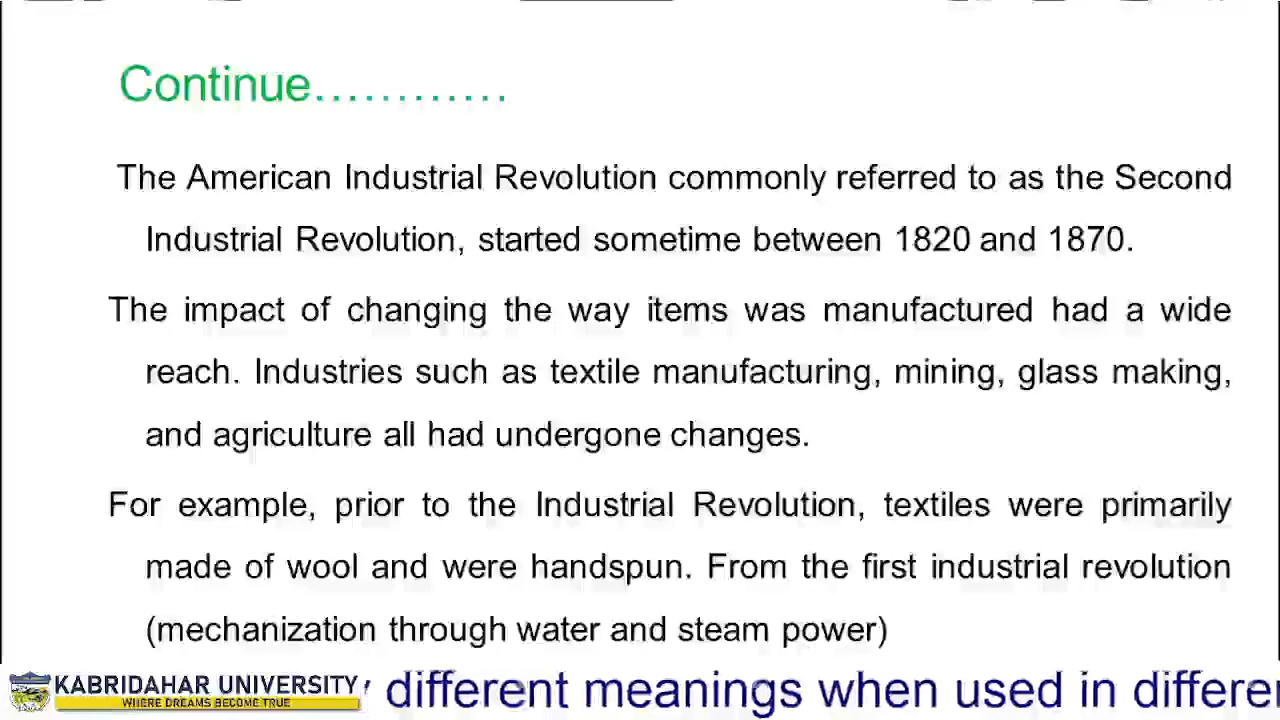 Continue............
The American Industrial Revolution commonly referred to as the Second
Industrial Revolution, started sometime between 1820 and 1870.
The impact of changing the way items was manufactured had a wide
reach. Industries such as textile manufacturing, mining, glass making,
and agriculture all had undergone changes.
For example, prior to the Industrial Revolution, textiles were primarily
made of wool and were handspun. From the first industrial revolution
(mechanization through water and steam power)
KABRIDAHAR UNIVERSITY
WHERE DREAMS BECOME TRUE
different meanings when used in